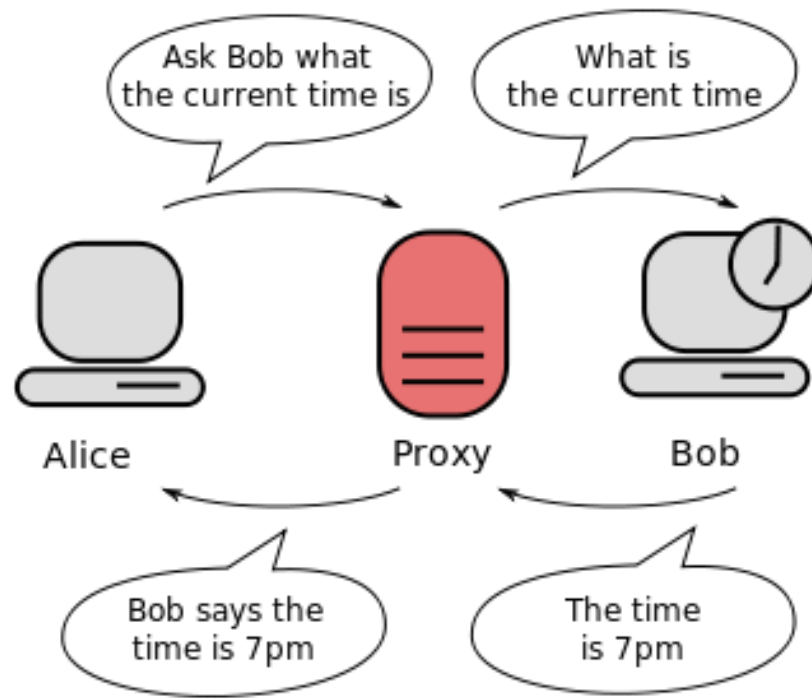 Ask Bob what
the current time is
What is
the current time
Alice
Proxy
Bob
Bob says the
time is 7pm
The time
is 7pm